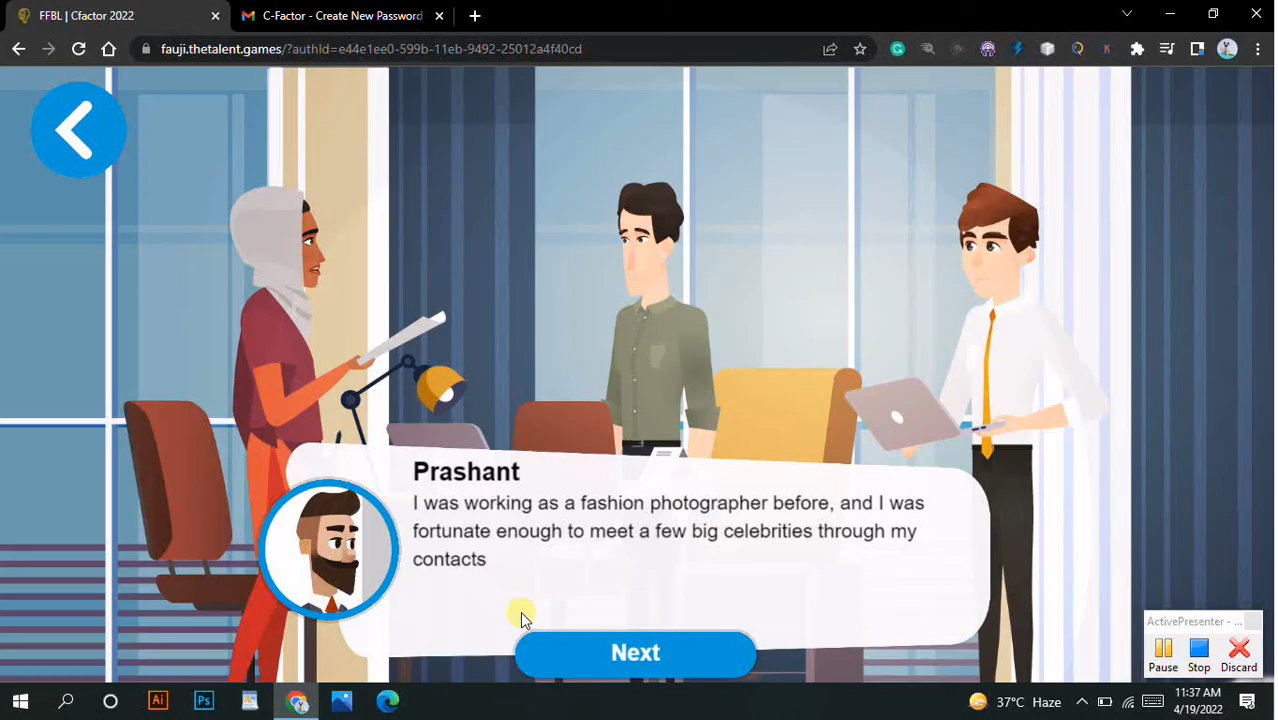 FFBL | Cfactor 2022
C-Factor - Create New Password
fauji.thetalent.games/?authId=e44e1ee0-599b-11eb-9492-25012a4f40cd
Prashant
I was working as a fashion photographer before, and I was
fortunate enough to meet a few big celebrities through my
contacts
Next
ActivePresenter - ...
Pause Stop Discard
Ai Ps
37°C Haze
11:37 AM
4/19/2022